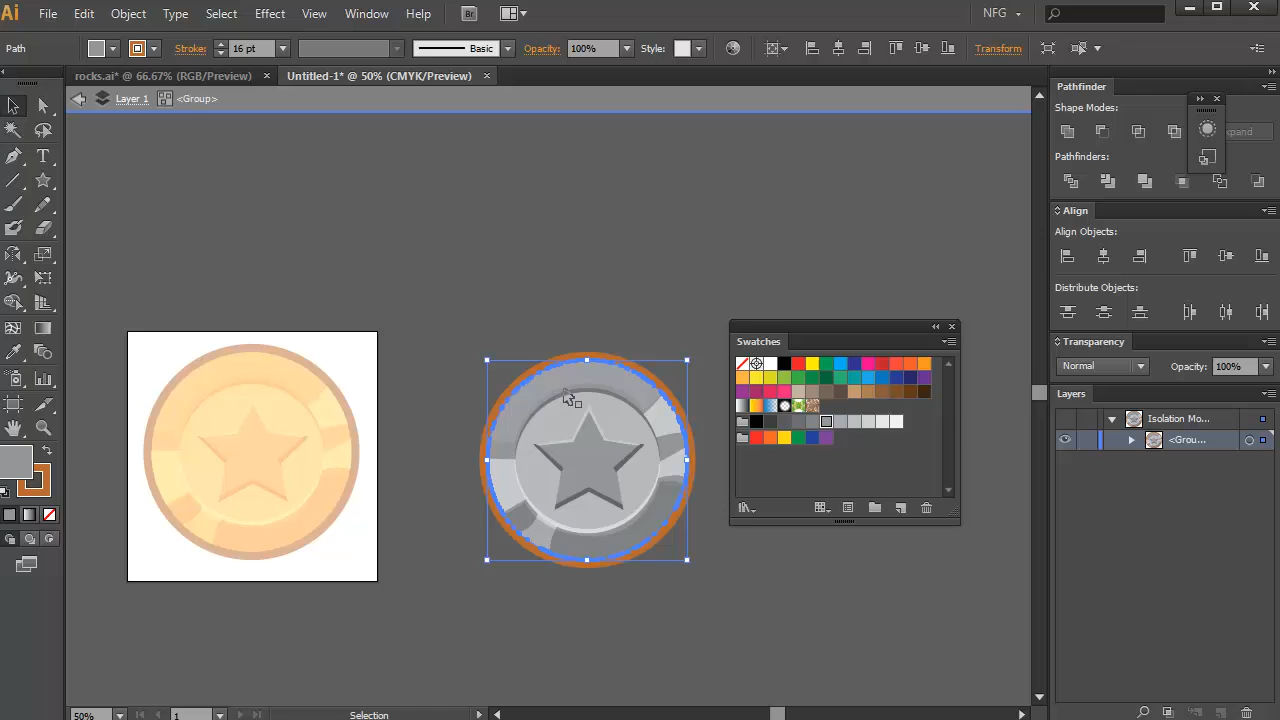 Ai File Edit Object Type Select Effect View Window Help Br NFG
Path Stroke: 16 pt Basic Opacity: 100% Style: Transform
rocks.ai* @ 66.67% (RGB/Preview) × Untitled-1* @ 50% (CMYK/Preview) ×
Layer 1 <Group>
Pathfinder
Shape Modes:
xpand
Pathfinders:
Align
Align Objects:
Distribute Objects:
Transparency
Normal Opacity: 100%
Layers
Isolation Mo...
<Grou...
Swatches
50% 1 Selection